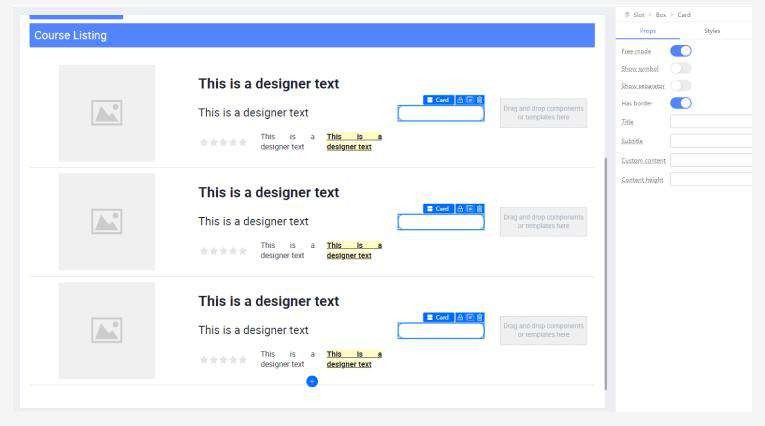 Slot > Box > Card
Course Listing
Props Styles
Free mode
Show symbol
Show separator
Has border
Title
Subtitle
Custom content
Content height
This is a designer text
This is a designer text
This is a designer text
This is a designer text
Card
Drag and drop components or templates here
This is a designer text
This is a designer text
This is a designer text
This is a designer text
Card
Drag and drop components or templates here
This is a designer text
This is a designer text
This is a designer text
This is a designer text
Card
Drag and drop components or templates here